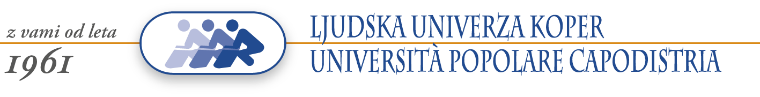 z vami od leta
1961
LJUDSKA UNIVERZA KOPER
UNIVERSITÀ POPOLARE CAPODISTRIA